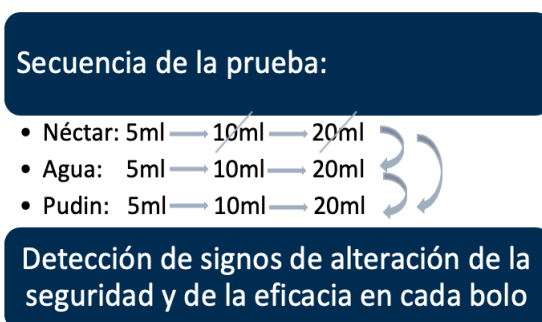 Secuencia de la prueba:
• Néctar: 5ml → 10ml → 20ml
• Agua: 5ml → 10ml → 20ml
• Pudin: 5ml → 10ml → 20ml
Detección de signos de alteración de la
seguridad y de la eficacia en cada bolo